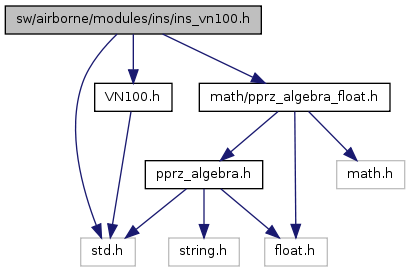 sw/airborne/modules/ins/ins_vn100.h
VN100.h
math/pprz_algebra_float.h
pprz_algebra.h
math.h
std.h
string.h
float.h